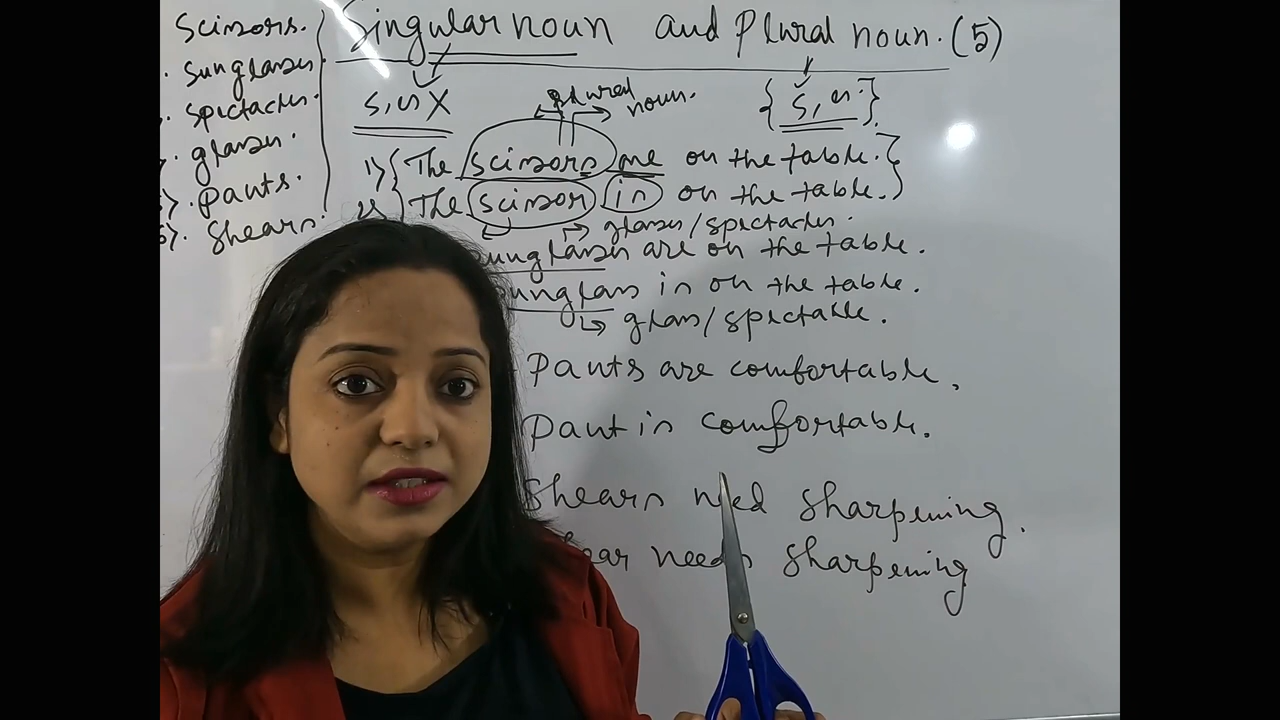 Scissors.
Sunglasses
Spectacles.
glasses
Pants.
Shears
Singular noun and Plural noun. (5)
s, es X
plural noun.
{s, es.}
1) {The scissors are on the table.}
The scissor is on the table.
glasses/spectacles.
Sunglasses are on the table.
Sunglass is on the table.
glass/spectacle.
Pants are comfortable.
Pant is comfortable.
Shears need sharpening.
shear needs sharpening